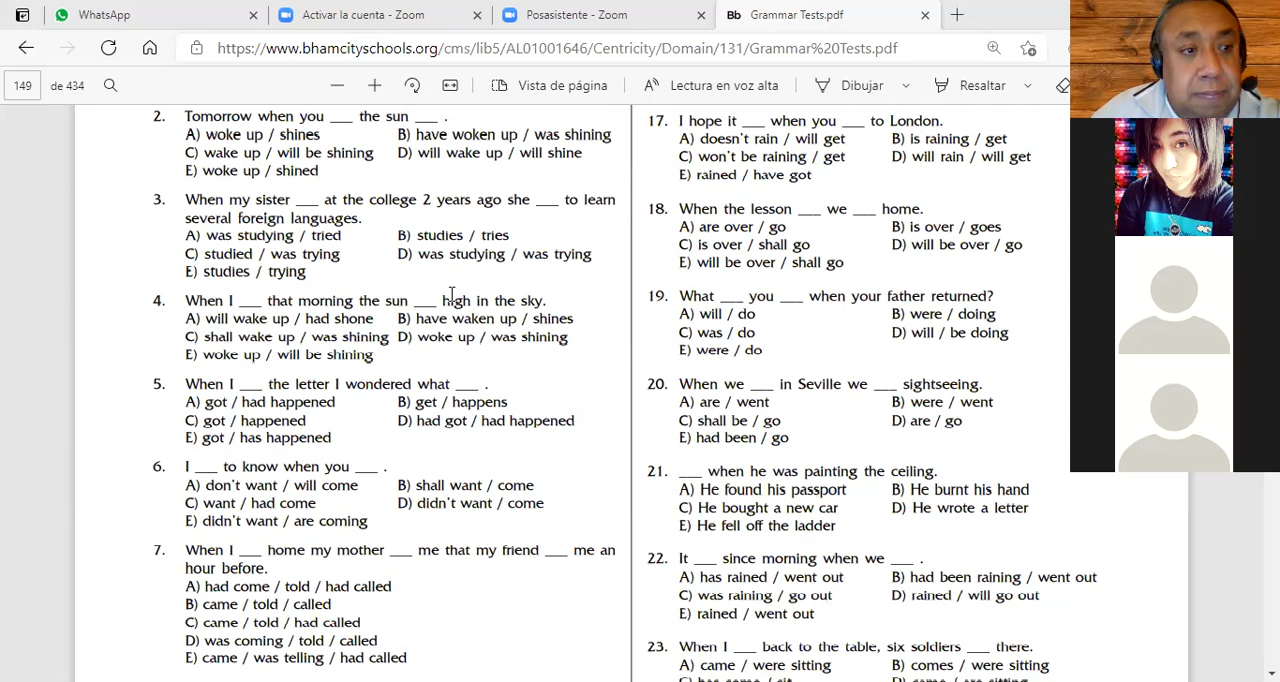 WhatsApp
Activar la cuenta - Zoom
Posasistente - Zoom
Bb Grammar Tests.pdf
https://www.bhamcityschools.org/cms/lib5/AL01001646/Centricity/Domain/131/Grammar%20Tests.pdf
149 de 434
Vista de página
Lectura en voz alta
Dibujar
Resaltar
2. Tomorrow when you ___ the sun ___ .
A) woke up / shines B) have woken up / was shining
C) wake up / will be shining D) will wake up / will shine
E) woke up / shined
3. When my sister ___ at the college 2 years ago she ___ to learn
several foreign languages.
A) was studying / tried B) studies / tries
C) studied / was trying D) was studying / was trying
E) studies / trying
4. When I ___ that morning the sun ___ high in the sky.
A) will wake up / had shone B) have waken up / shines
C) shall wake up / was shining D) woke up / was shining
E) woke up / will be shining
5. When I ___ the letter I wondered what ___ .
A) got / had happened B) get / happens
C) got / happened D) had got / had happened
E) got / has happened
6. I ___ to know when you ___ .
A) don't want / will come B) shall want / come
C) want / had come D) didn't want / come
E) didn't want / are coming
7. When I ___ home my mother ___ me that my friend ___ me an
hour before.
A) had come / told / had called
B) came / told / called
C) came / told / had called
D) was coming / told / called
E) came / was telling / had called
17. I hope it ___ when you ___ to London.
A) doesn't rain / will get B) is raining / get
C) won't be raining / get D) will rain / will get
E) rained / have got
18. When the lesson ___ we ___ home.
A) are over / go B) is over / goes
C) is over / shall go D) will be over / go
E) will be over / shall go
19. What ___ you ___ when your father returned?
A) will / do B) were / doing
C) was / do D) will / be doing
E) were / do
20. When we ___ in Seville we ___ sightseeing.
A) are / went B) were / went
C) shall be / go D) are / go
E) had been / go
21. ___ when he was painting the ceiling.
A) He found his passport B) He burnt his hand
C) He bought a new car D) He wrote a letter
E) He fell off the ladder
22. It ___ since morning when we ___ .
A) has rained / went out B) had been raining / went out
C) was raining / go out D) rained / will go out
E) rained / went out
23. When I ___ back to the table, six soldiers ___ there.
A) came / were sitting B) comes / were sitting